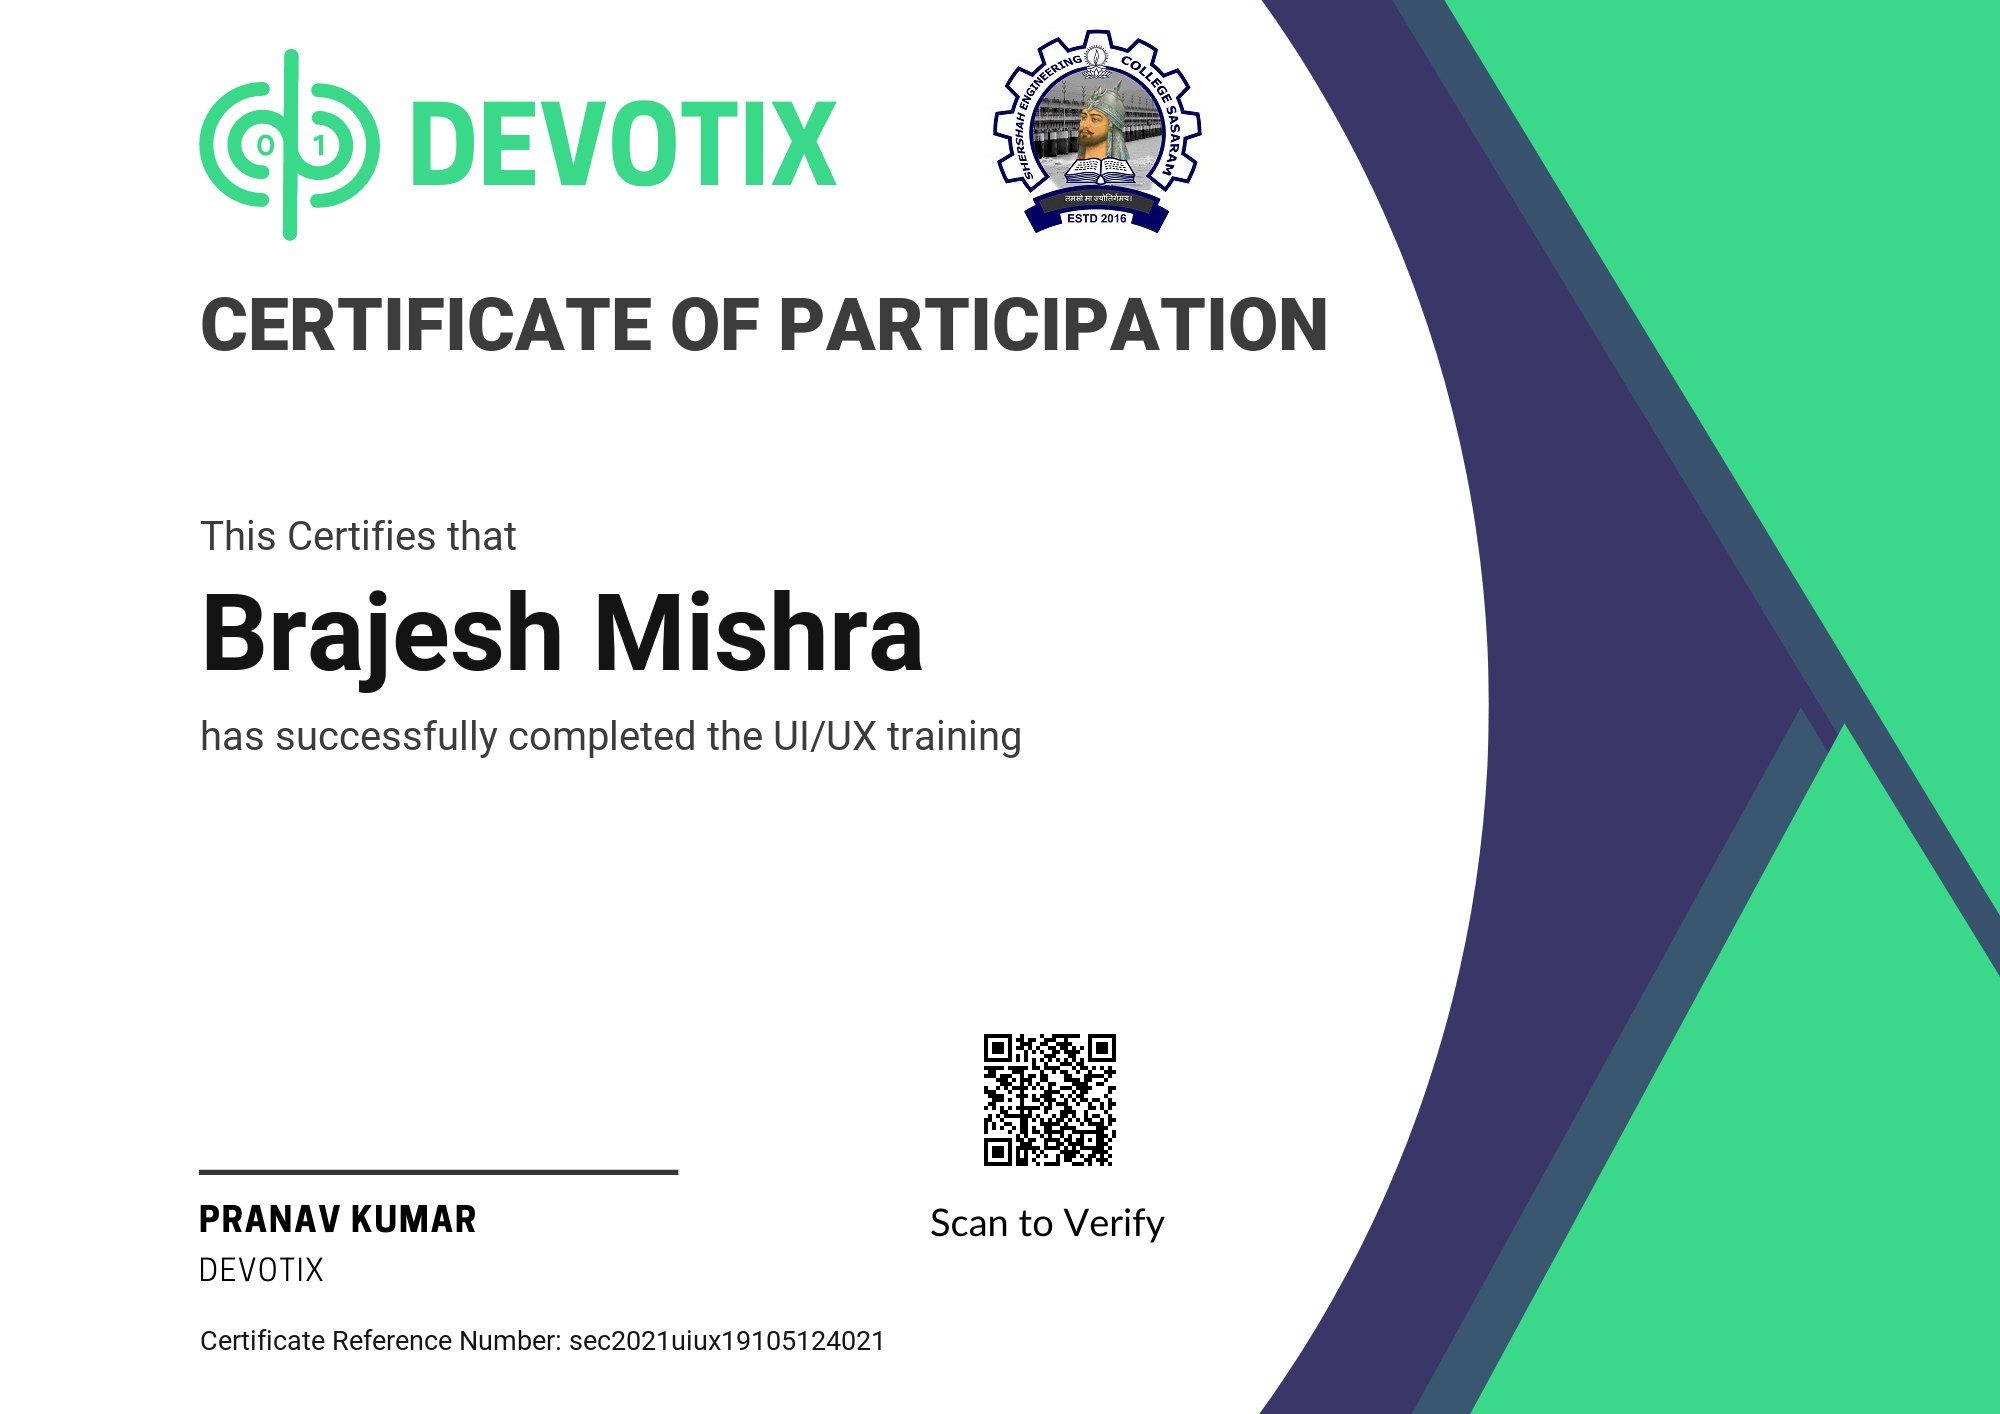 0 1 DEVOTIX
SHERSHAH ENGINEERING COLLEGE SASARAM
तमसो मा ज्योतिर्गमय।
ESTD 2016
CERTIFICATE OF PARTICIPATION
This Certifies that
Brajesh Mishra
has successfully completed the UI/UX training
PRANAV KUMAR
DEVOTIX
Scan to Verify
Certificate Reference Number: sec2021uiux19105124021